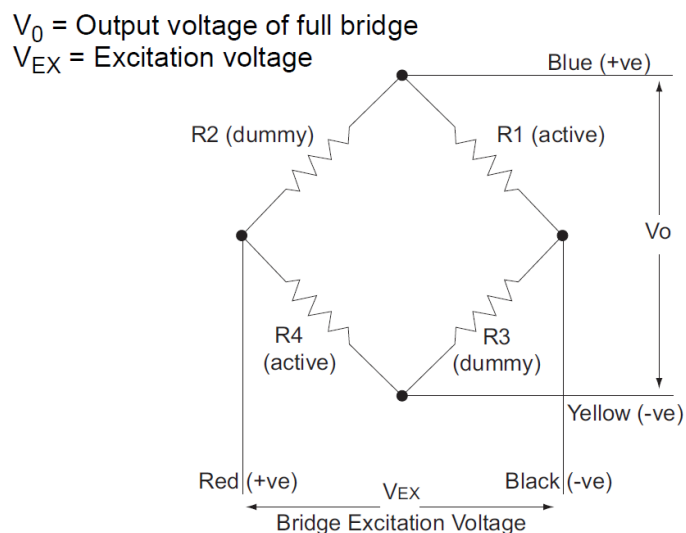 V₀ = Output voltage of full bridge
V_EX = Excitation voltage
Blue (+ve)
R2 (dummy)
R1 (active)
Vo
R4
(active)
R3
(dummy)
Yellow (-ve)
Red (+ve)
VEX
Black (-ve)
Bridge Excitation Voltage